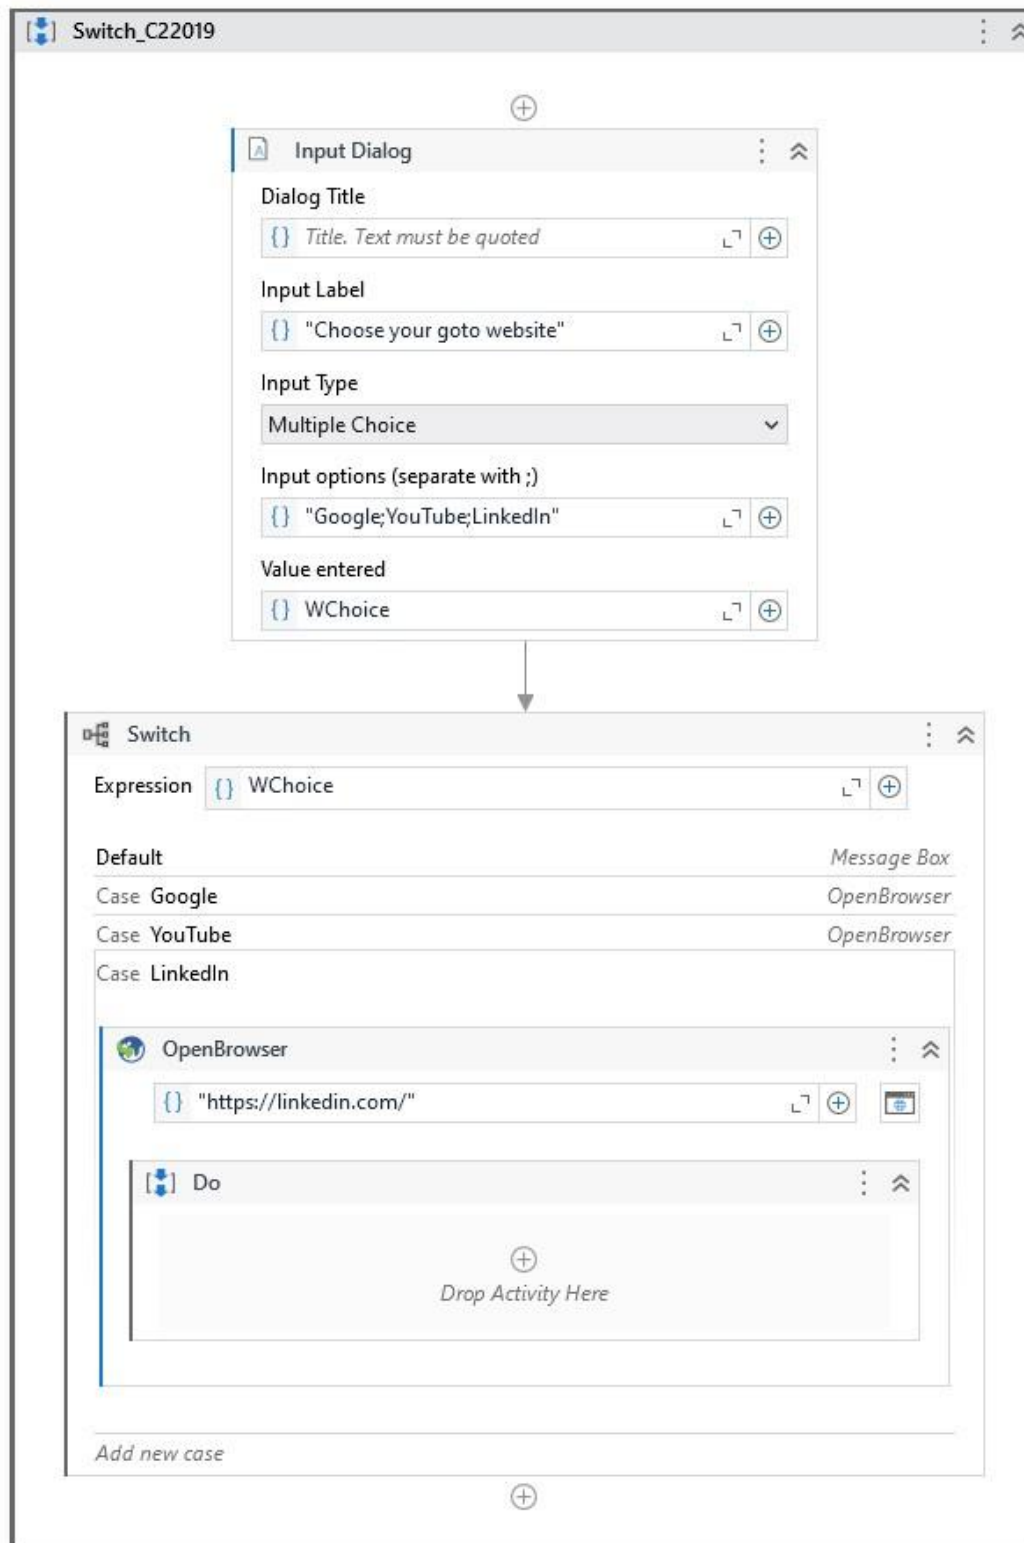 Switch_C22019
Input Dialog
Dialog Title
{} Title. Text must be quoted
Input Label
{} "Choose your goto website"
Input Type
Multiple Choice
Input options (separate with ;)
{} "Google;YouTube;LinkedIn"
Value entered
{} WChoice
Switch
Expression {} WChoice
Default Message Box
Case Google OpenBrowser
Case YouTube OpenBrowser
Case LinkedIn
OpenBrowser
{} "https://linkedin.com/"
Do
Drop Activity Here
Add new case